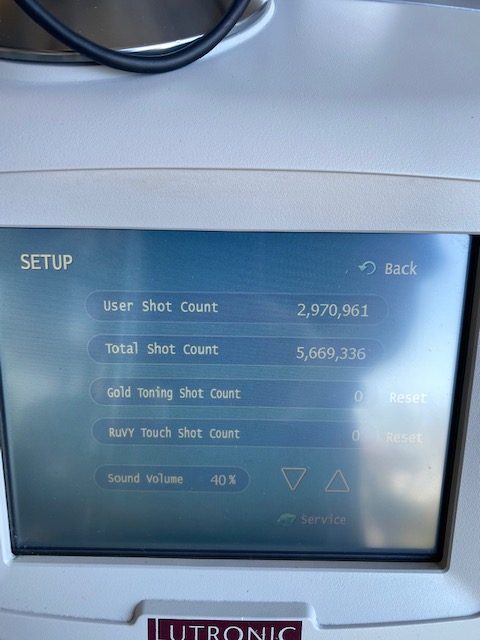 SETUP
Back
User Shot Count 2,970,961
Total Shot Count 5,669,336
Gold Toning Shot Count 0 Reset
RuVY Touch Shot Count 0 Reset
Sound Volume 40 %
Service
LUTRONIC